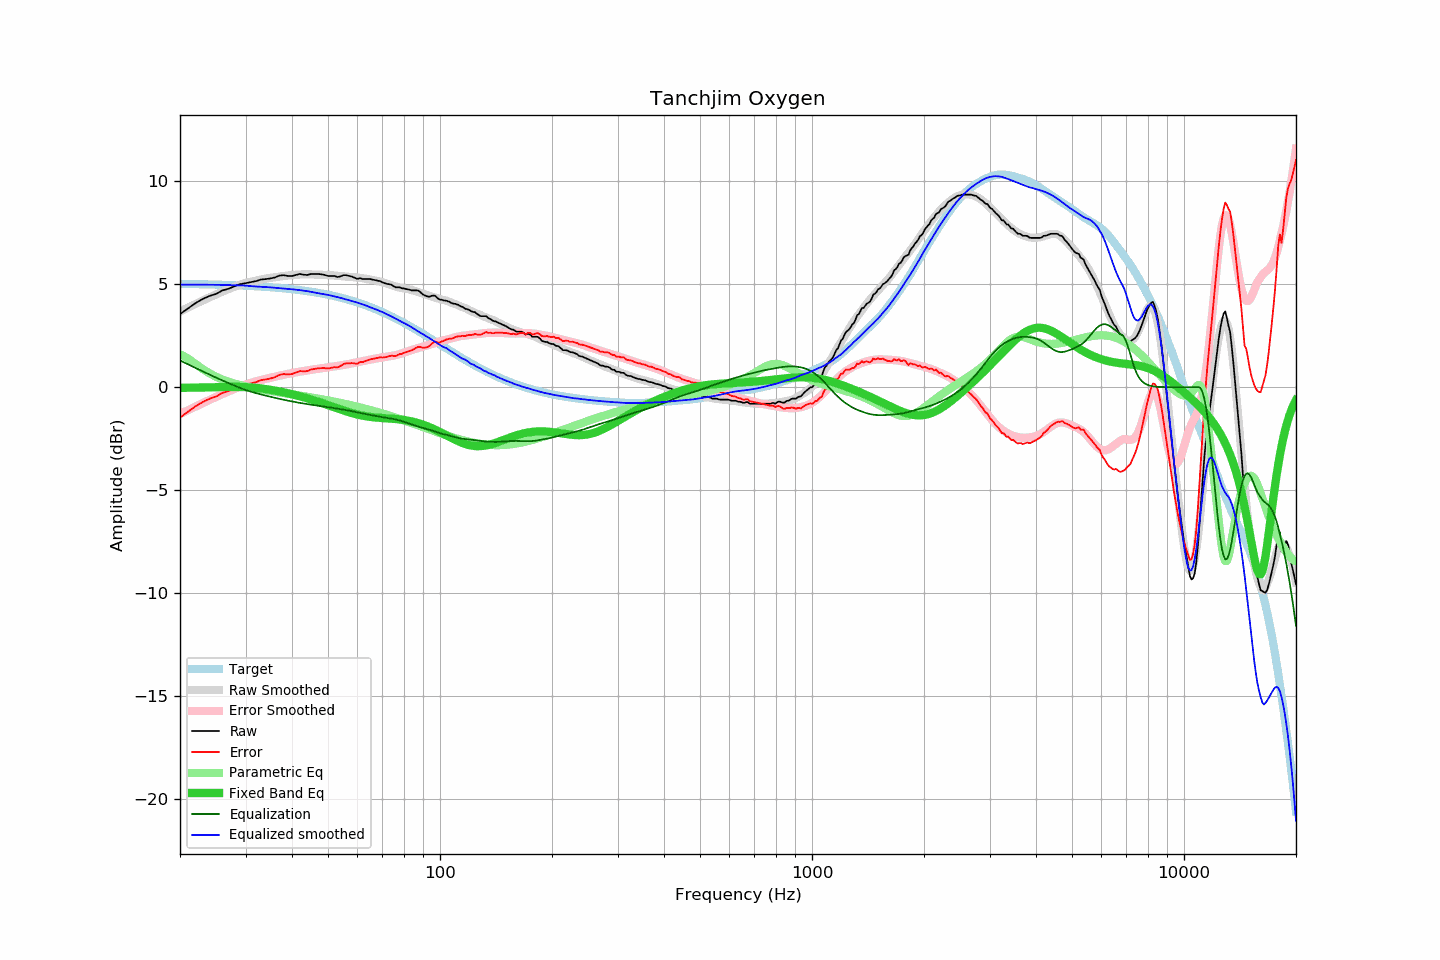 Tanchjim Oxygen
Amplitude (dBr)
10
5
0
−5
−10
−15
−20
Target
Raw Smoothed
Error Smoothed
Raw
Error
Parametric Eq
Fixed Band Eq
Equalization
Equalized smoothed
100
1000
10000
Frequency (Hz)